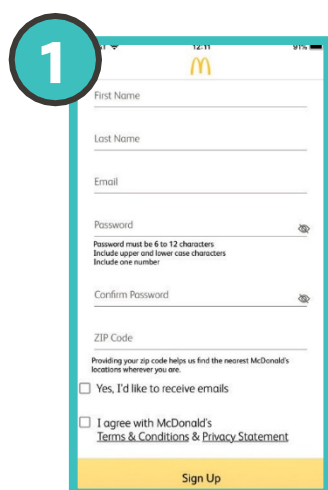 1
12:11
91%
First Name
Last Name
Email
Password
Password must be 6 to 12 characters
Include upper and lower case characters
Include one number
Confirm Password
ZIP Code
Providing your zip code helps us find the nearest McDonald's
locations wherever you are.
Yes, I'd like to receive emails
I agree with McDonald's
Terms & Conditions & Privacy Statement
Sign Up